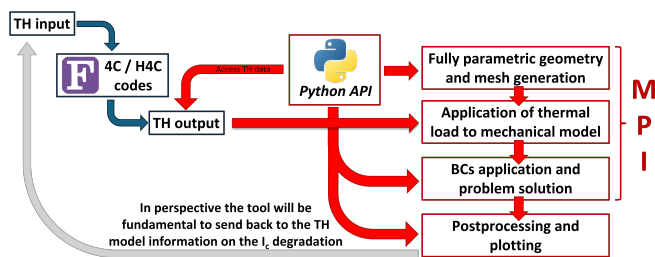 TH input
F
4C / H4C
codes
TH output
Access TH data
Python API
Fully parametric geometry
and mesh generation
Application of thermal
load to mechanical model
BCs application and
problem solution
Postprocessing and
plotting
M
P
I
In perspective the tool will be
fundamental to send back to the TH
model information on the Ic degradation